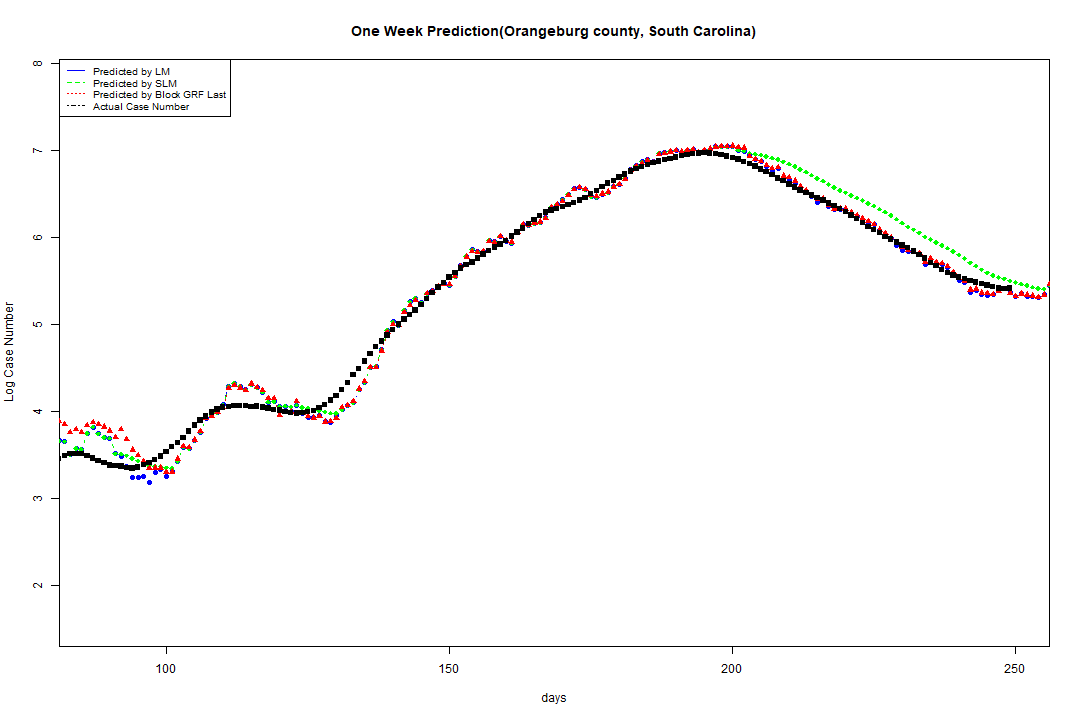 One Week Prediction(Orangeburg county, South Carolina)
Predicted by LM
Predicted by SLM
Predicted by Block GRF Last
Actual Case Number
8
7
6
5
4
3
2
Log Case Number
100 150 200 250
days